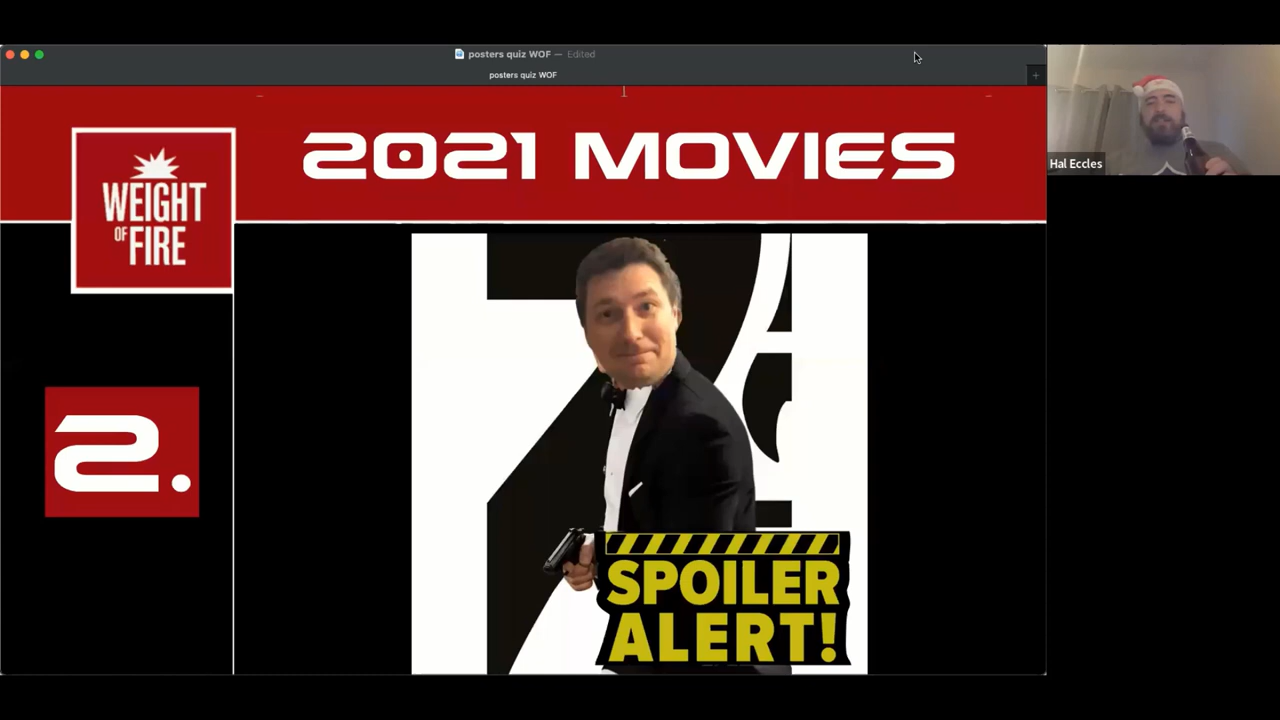 posters quiz WOF — Edited
posters quiz WOF
2021 MOVIES
WEIGHT
OF
FIRE
Hal Eccles
2.
SPOILER
ALERT!